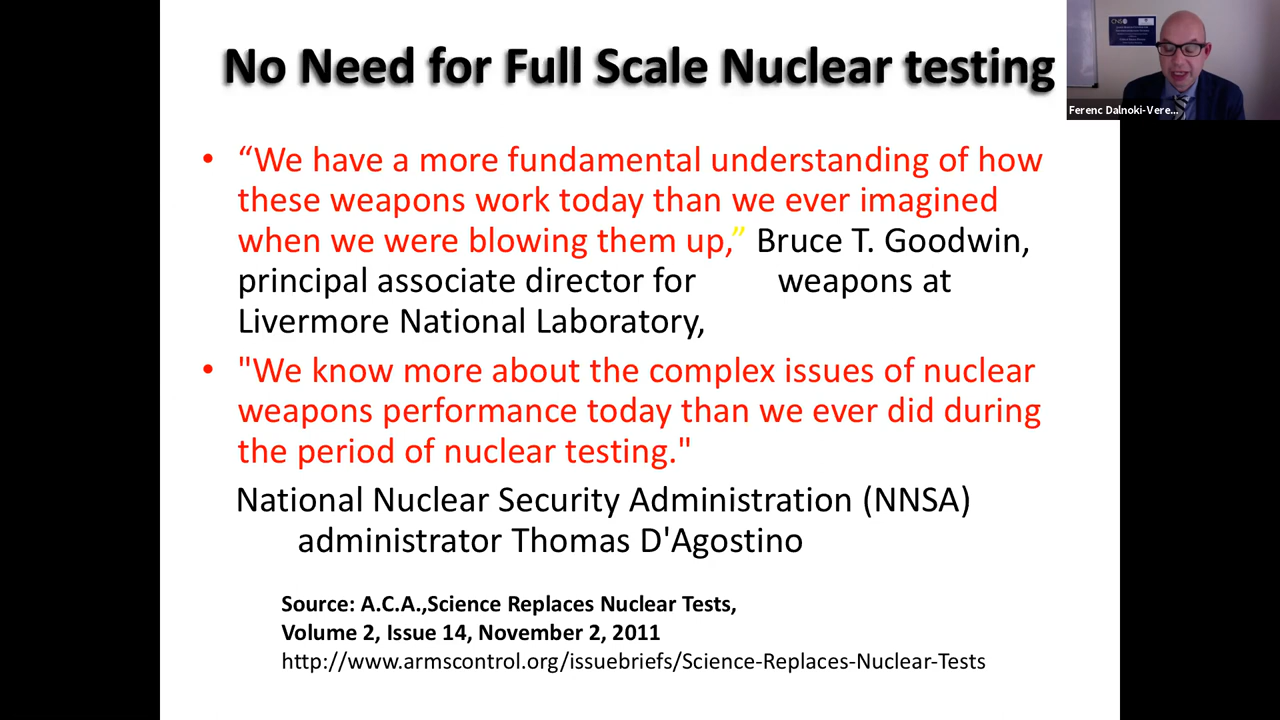 No Need for Full Scale Nuclear testing
CNS
Ferenc Dalnoki-Vere...
• “We have a more fundamental understanding of how
these weapons work today than we ever imagined
when we were blowing them up,” Bruce T. Goodwin,
principal associate director for weapons at
Livermore National Laboratory,
• "We know more about the complex issues of nuclear
weapons performance today than we ever did during
the period of nuclear testing."
National Nuclear Security Administration (NNSA)
administrator Thomas D'Agostino
Source: A.C.A.,Science Replaces Nuclear Tests,
Volume 2, Issue 14, November 2, 2011
http://www.armscontrol.org/issuebriefs/Science-Replaces-Nuclear-Tests